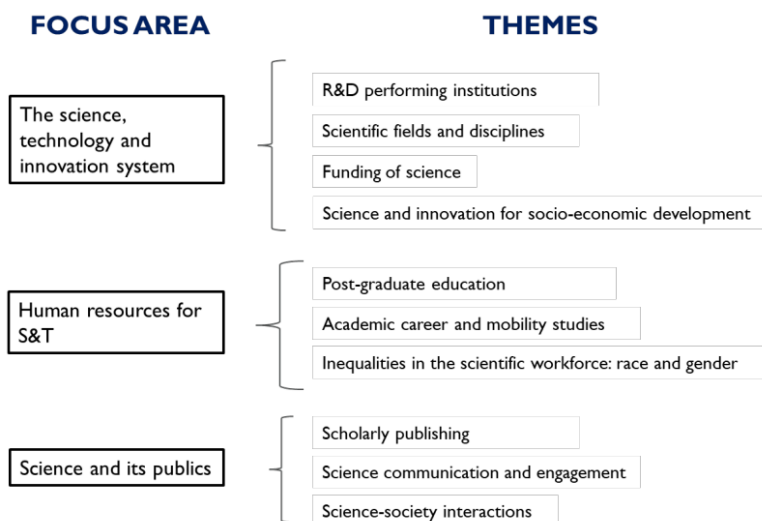 FOCUS AREA
THEMES
The science,
technology and
innovation system
R&D performing institutions
Scientific fields and disciplines
Funding of science
Science and innovation for socio-economic development
Human resources for
S&T
Post-graduate education
Academic career and mobility studies
Inequalities in the scientific workforce: race and gender
Science and its publics
Scholarly publishing
Science communication and engagement
Science-society interactions